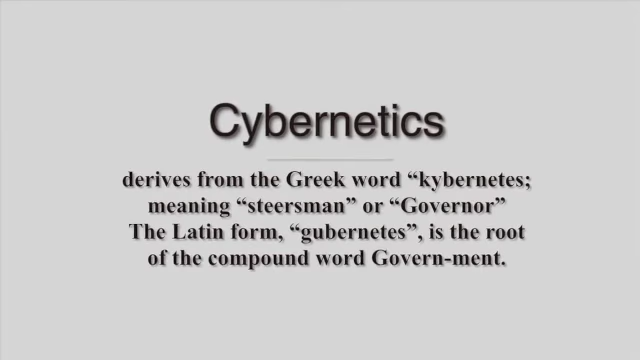 Cybernetics
derives from the Greek word “kybernetes;
meaning “steersman” or “Governor”
The Latin form, “gubernetes”, is the root
of the compound word Govern-ment.